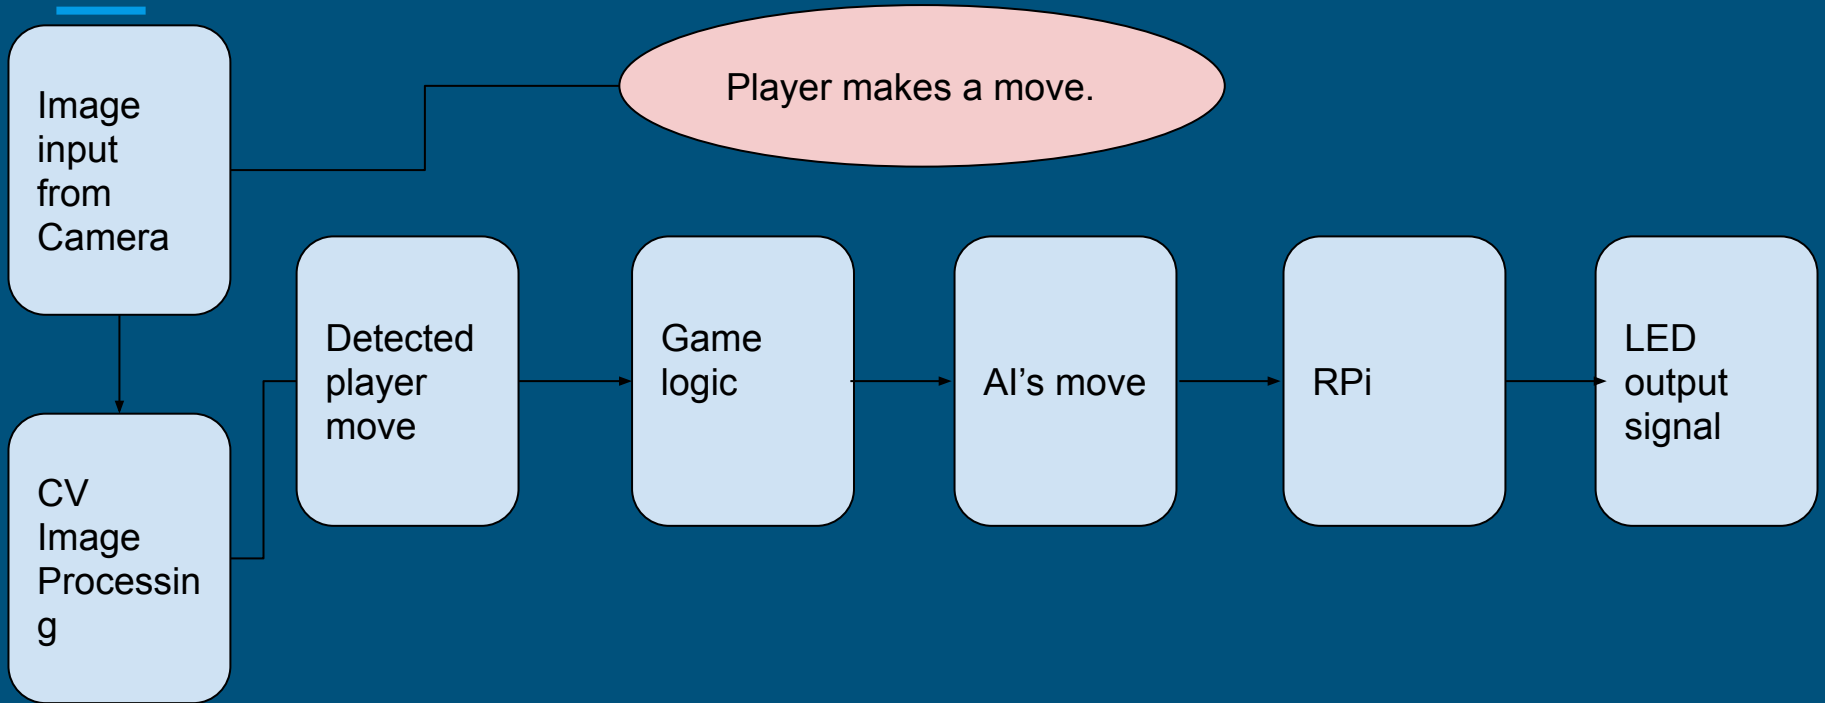 Player makes a move.
Image
input
from
Camera
Detected
player
move
Game
logic
AI’s move
RPi
LED
output
signal
CV
Image
Processin
g